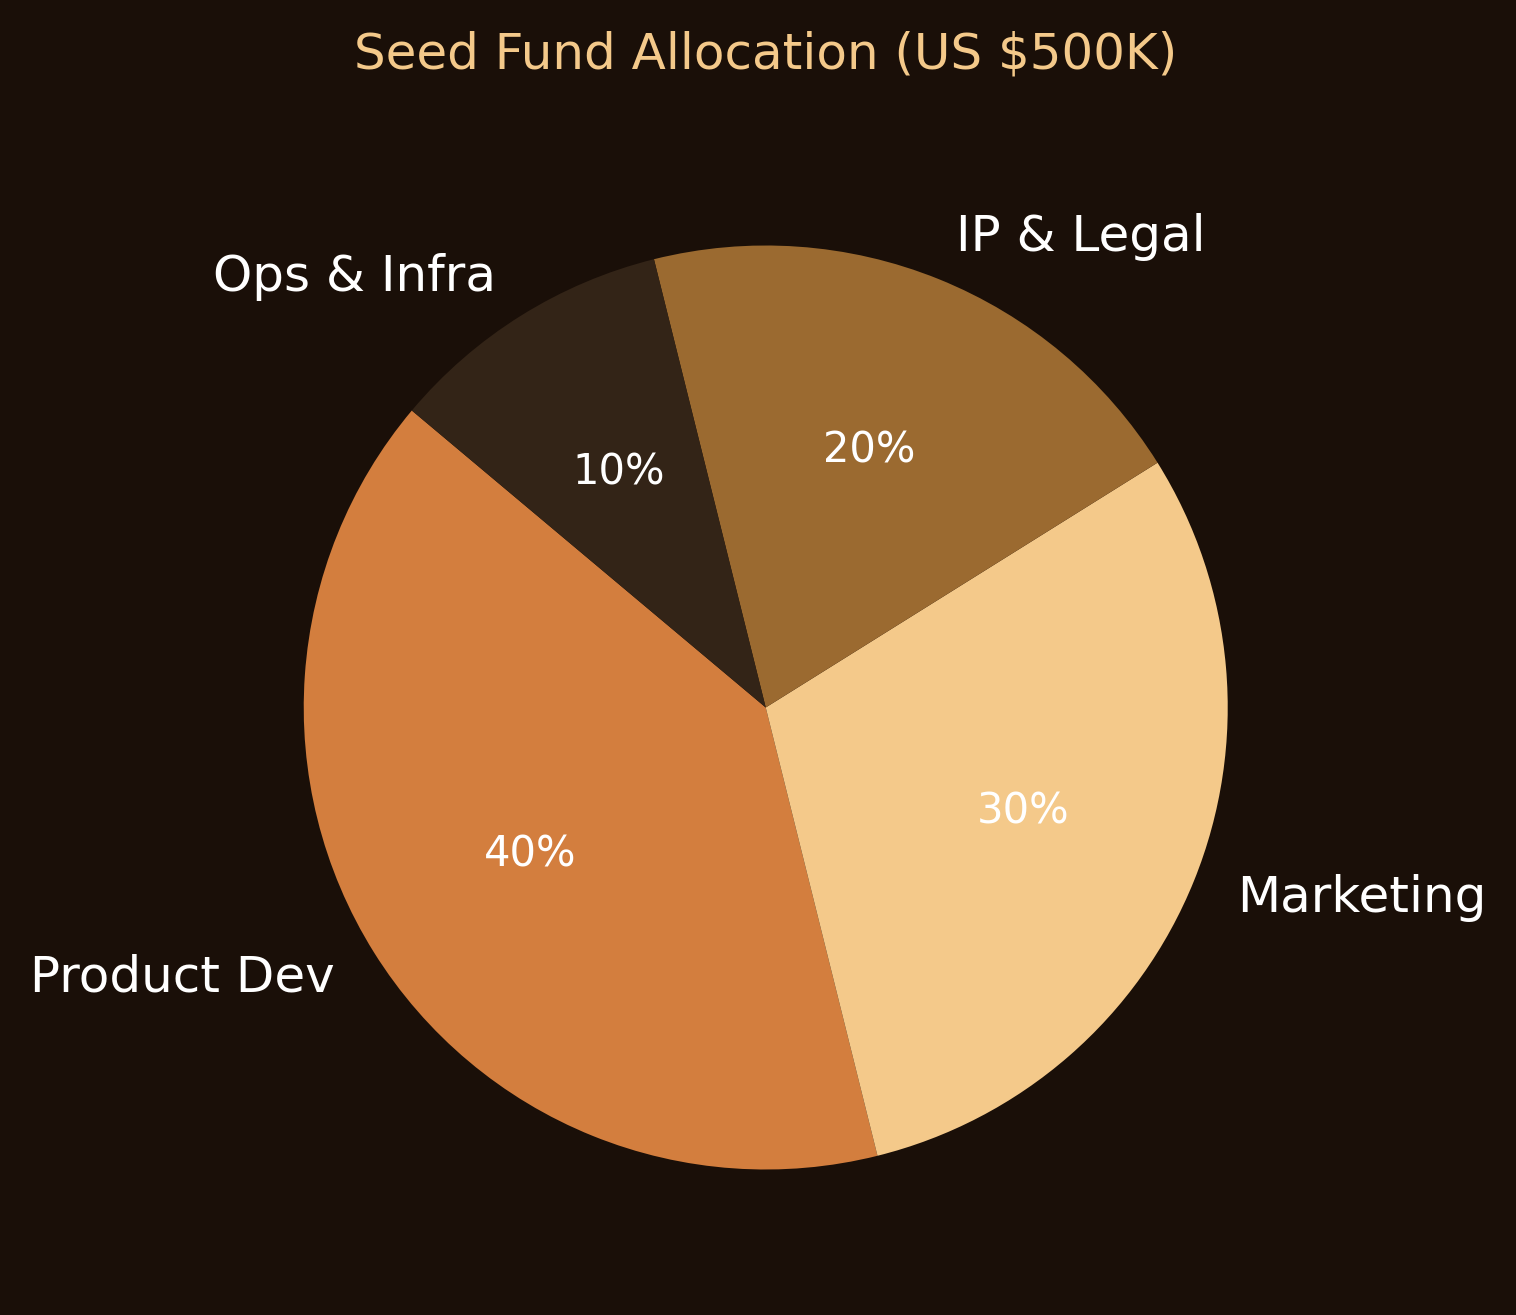 Seed Fund Allocation (US $500K)
IP & Legal
Ops & Infra
20%
10%
30%
40%
Marketing
Product Dev